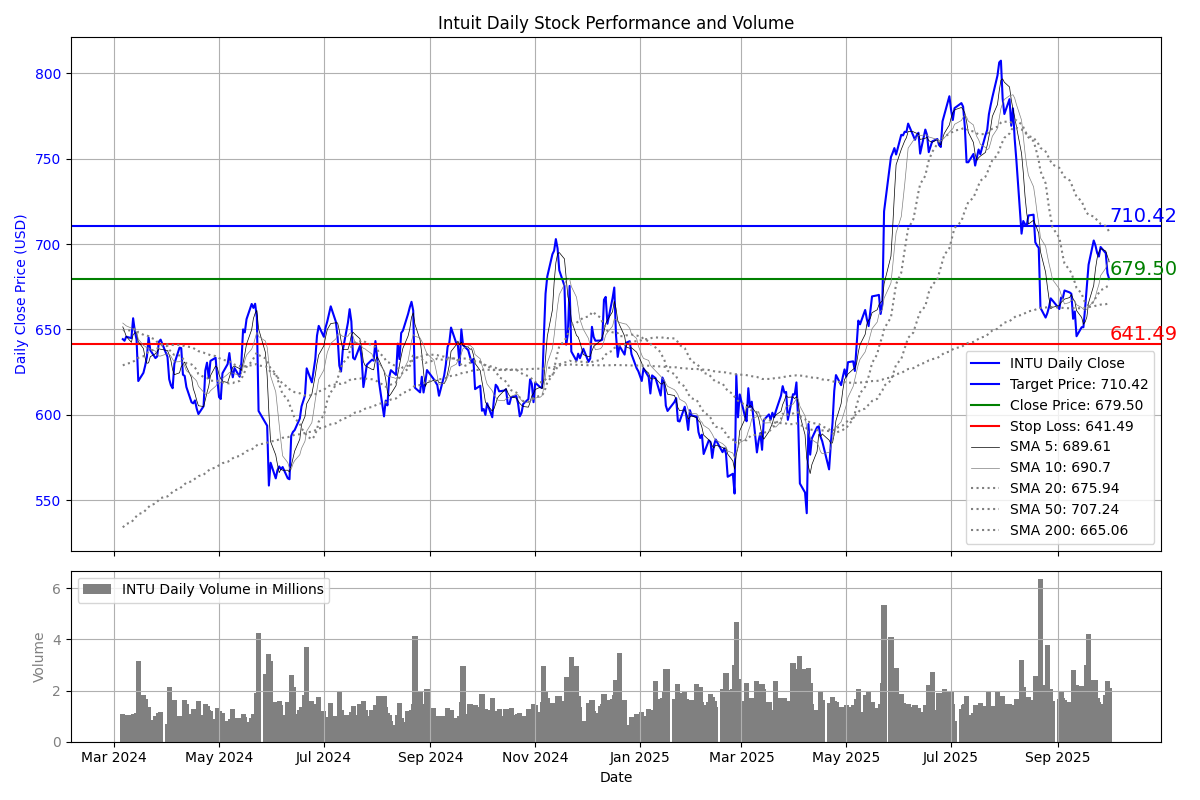 Intuit Daily Stock Performance and Volume
Daily Close Price (USD)
800
750
700
650
600
550
710.42
679.50
641.49
INTU Daily Close
Target Price: 710.42
Close Price: 679.50
Stop Loss: 641.49
SMA 5: 689.61
SMA 10: 690.7
SMA 20: 675.94
SMA 50: 707.24
SMA 200: 665.06
INTU Daily Volume in Millions
Volume
6
4
2
0
Mar 2024 May 2024 Jul 2024 Sep 2024 Nov 2024 Jan 2025 Mar 2025 May 2025 Jul 2025 Sep 2025
Date